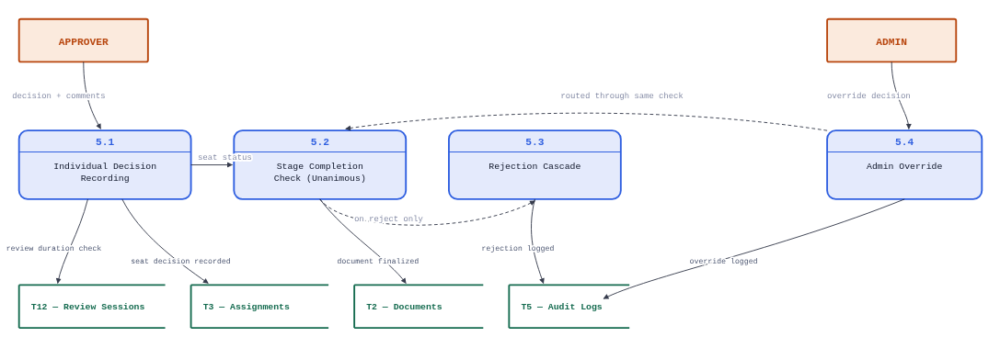 APPROVER
ADMIN
decision + comments
routed through same check
override decision
5.1
5.2
5.3
5.4
seat status
Individual Decision
Recording
Stage Completion
Check (Unanimous)
Rejection Cascade
Admin Override
on reject only
review duration check
seat decision recorded
document finalized
rejection logged
override logged
T12 — Review Sessions
T3 — Assignments
T2 — Documents
T5 — Audit Logs